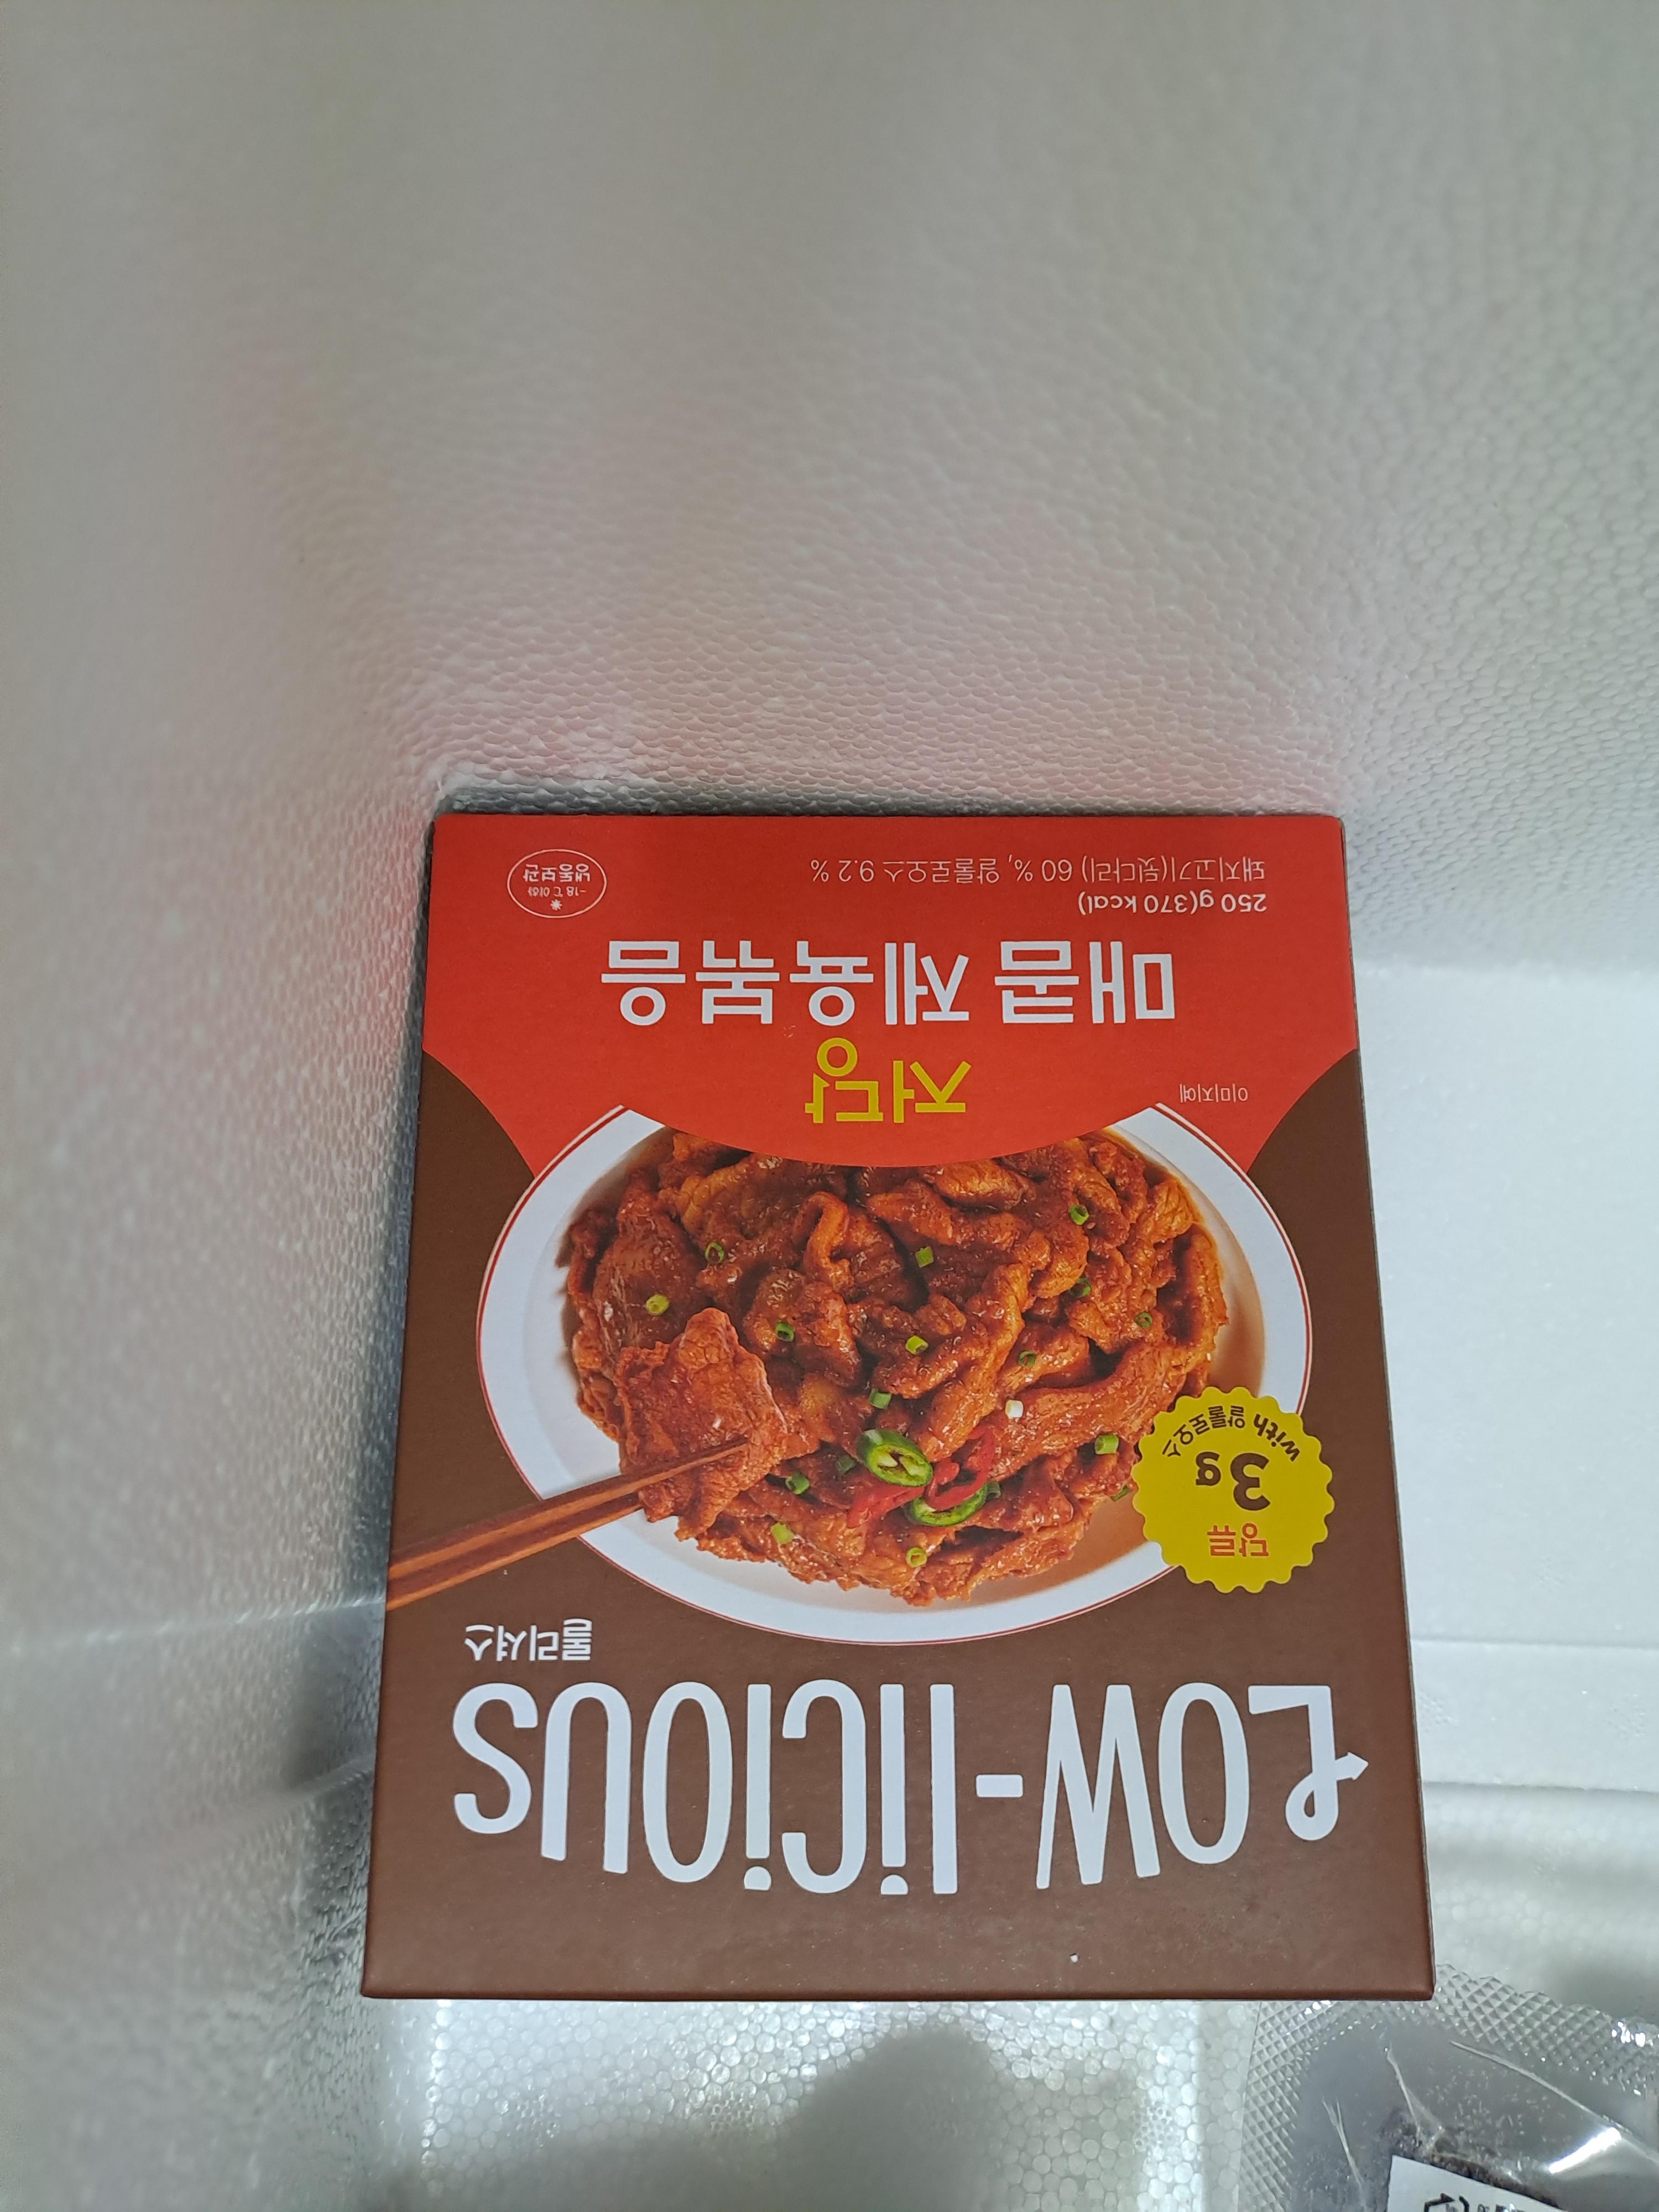 Low-licious
롤리셔스
당류
3g
with 알룰로오스
이미지예
저당
매콤 제육볶음
250 g(370 kcal)
돼지고기(뒷다리) 60 %, 알룰로오스 9.2 %
-18 ℃ 이하
냉동보관